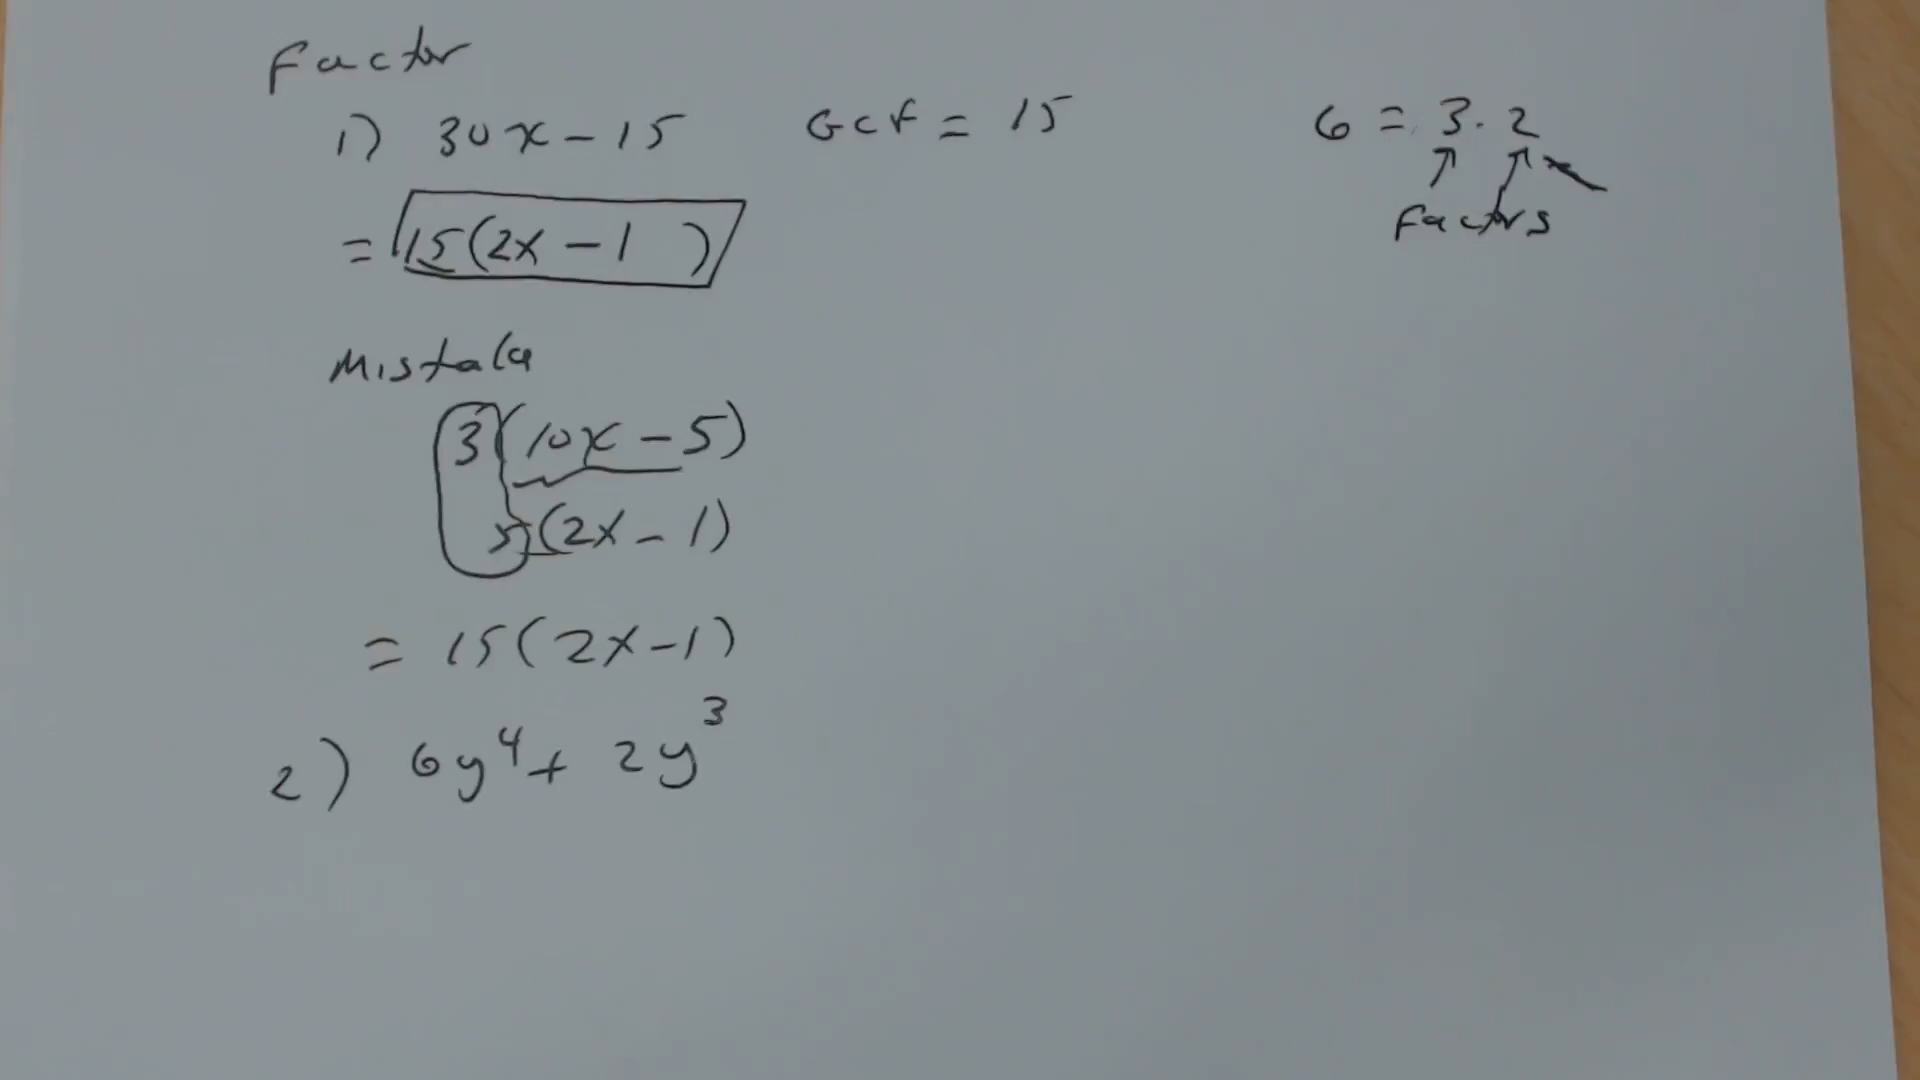 Factor
1) 30x - 15
GCF = 15
= 15(2x - 1 )
Mistake
3(10x - 5)
5(2x - 1)
= 15(2x - 1)
2) 6y⁴ + 2y³
6 = 3 · 2
Factors